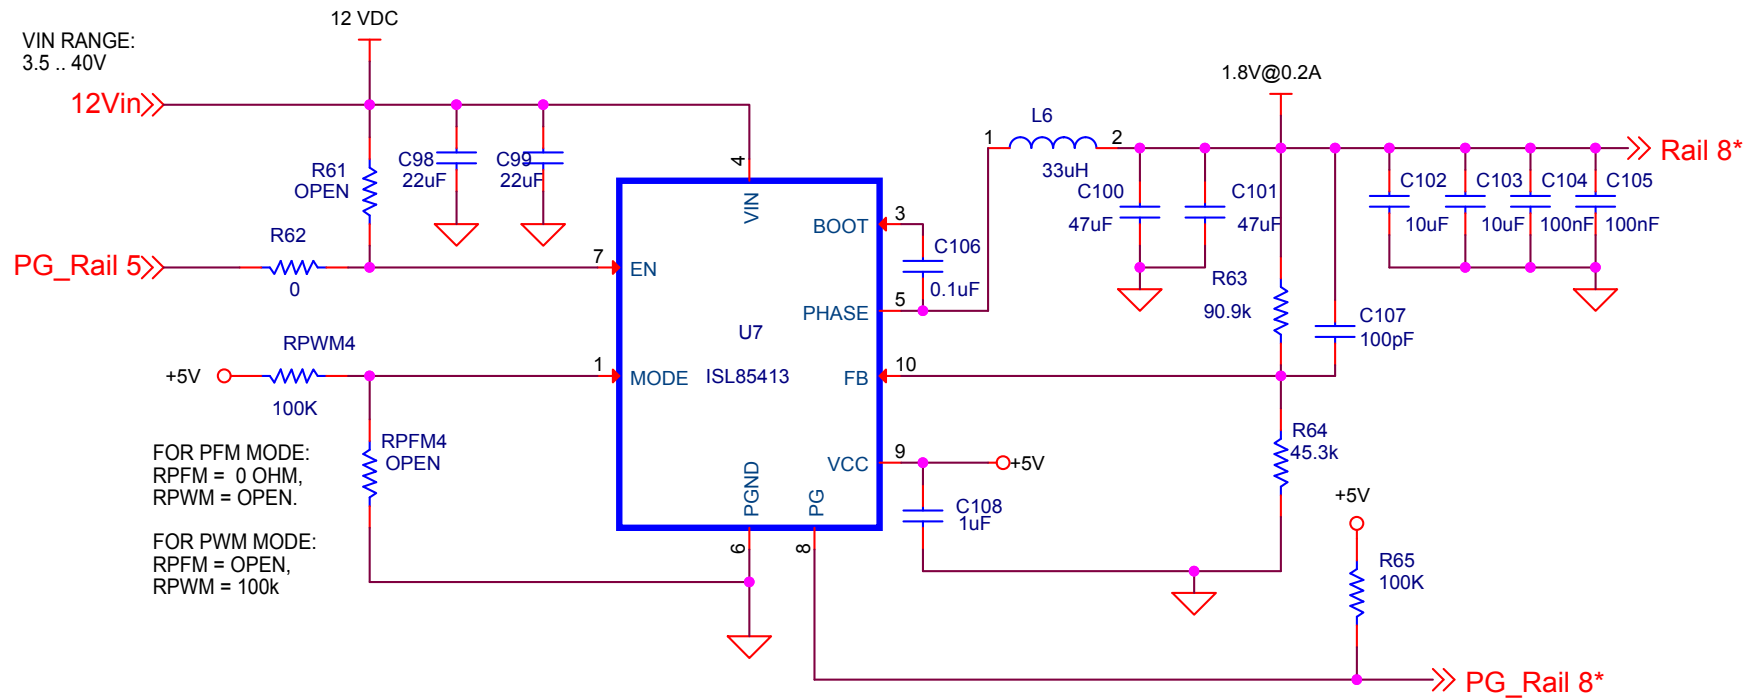 12 VDC
VIN RANGE:
3.5 .. 40V
12Vin
1.8V@0.2A
L6
1
2
33uH
Rail 8*
R61
OPEN
C98
22uF
C99
22uF
4
VIN
C100
47uF
C101
47uF
C102
10uF
C103
10uF
C104
100nF
C105
100nF
R62
0
PG_Rail 5
7
EN
BOOT
3
C106
0.1uF
PHASE
5
R63
90.9k
C107
100pF
U7
ISL85413
RPWM4
+5V
100K
1
MODE
FB
10
RPFM4
OPEN
FOR PFM MODE:
RPFM = 0 OHM,
RPWM = OPEN.
FOR PWM MODE:
RPFM = OPEN,
RPWM = 100k
VCC
9
+5V
C108
1uF
R64
45.3k
PGND
6
PG
8
+5V
R65
100K
PG_Rail 8*